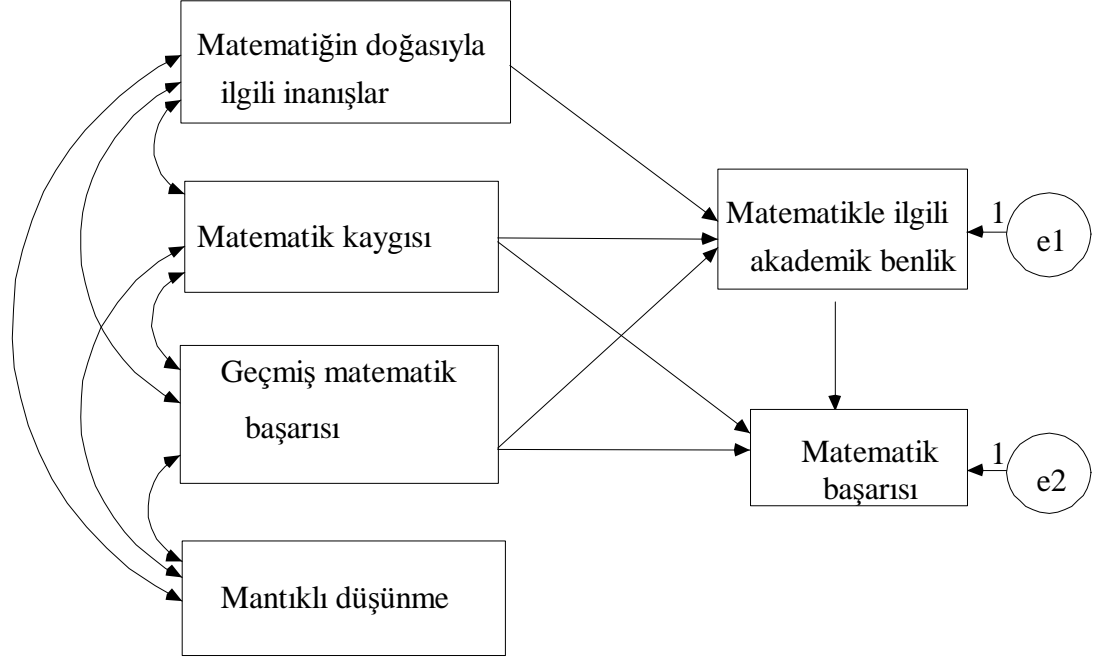 Matematiğin doğasıyla
ilgili inanışlar
Matematik kaygısı
Geçmiş matematik
başarısı
Mantıklı düşünme
Matematikle ilgili
akademik benlik
1
e1
Matematik
başarısı
1
e2